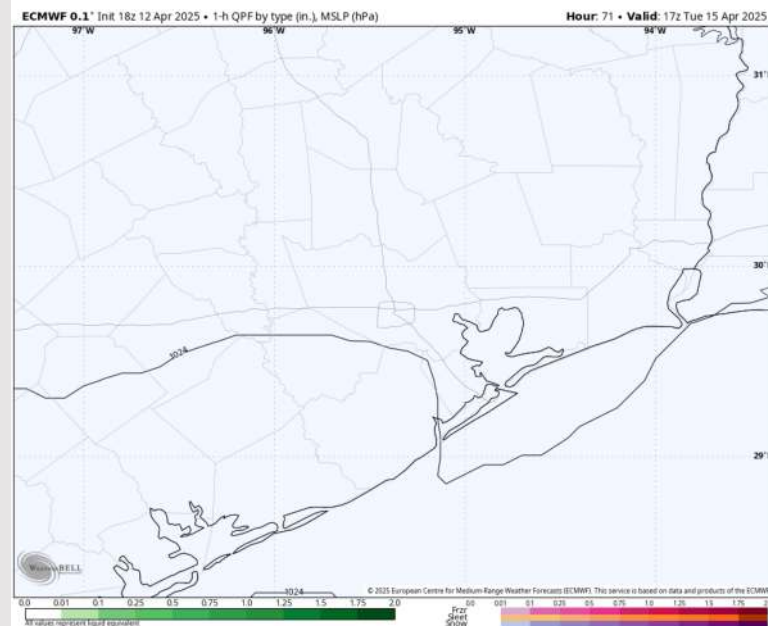 ECMWF 0.1° Init 18z 12 Apr 2025 • 1-h QPF by type (in.), MSLP (hPa) Hour: 71 • Valid: 17z Tue 15 Apr 2025
97°W 96°W 95°W 94°W
31°
30°
1024
29°
WeatherBELL
1024
© 2025 European Centre for Medium-Range Weather Forecasts (ECMWF). This service is based on data and products of the ECMWF
0.0 0.01 0.1 0.25 0.5 0.75 1.0 1.25 1.5 1.75 2.0
0.0 0.01 0.1 0.25 0.5 0.75 1.0 1.25 1.5 1.75 2
Frzr
Sleet
Snow
All values represent liquid equivalent